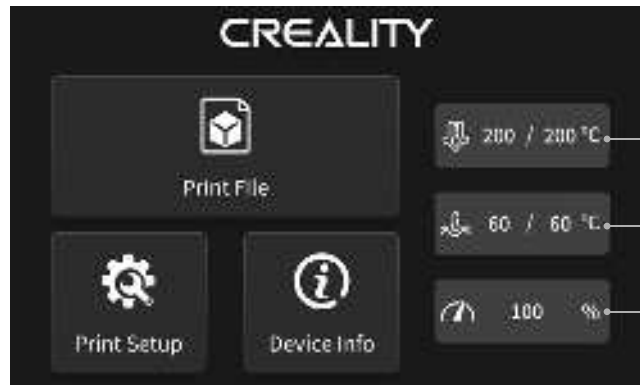 CREALITY
Print File
200 / 200 °C
60 / 60 °C
Print Setup
Device Info
100 %